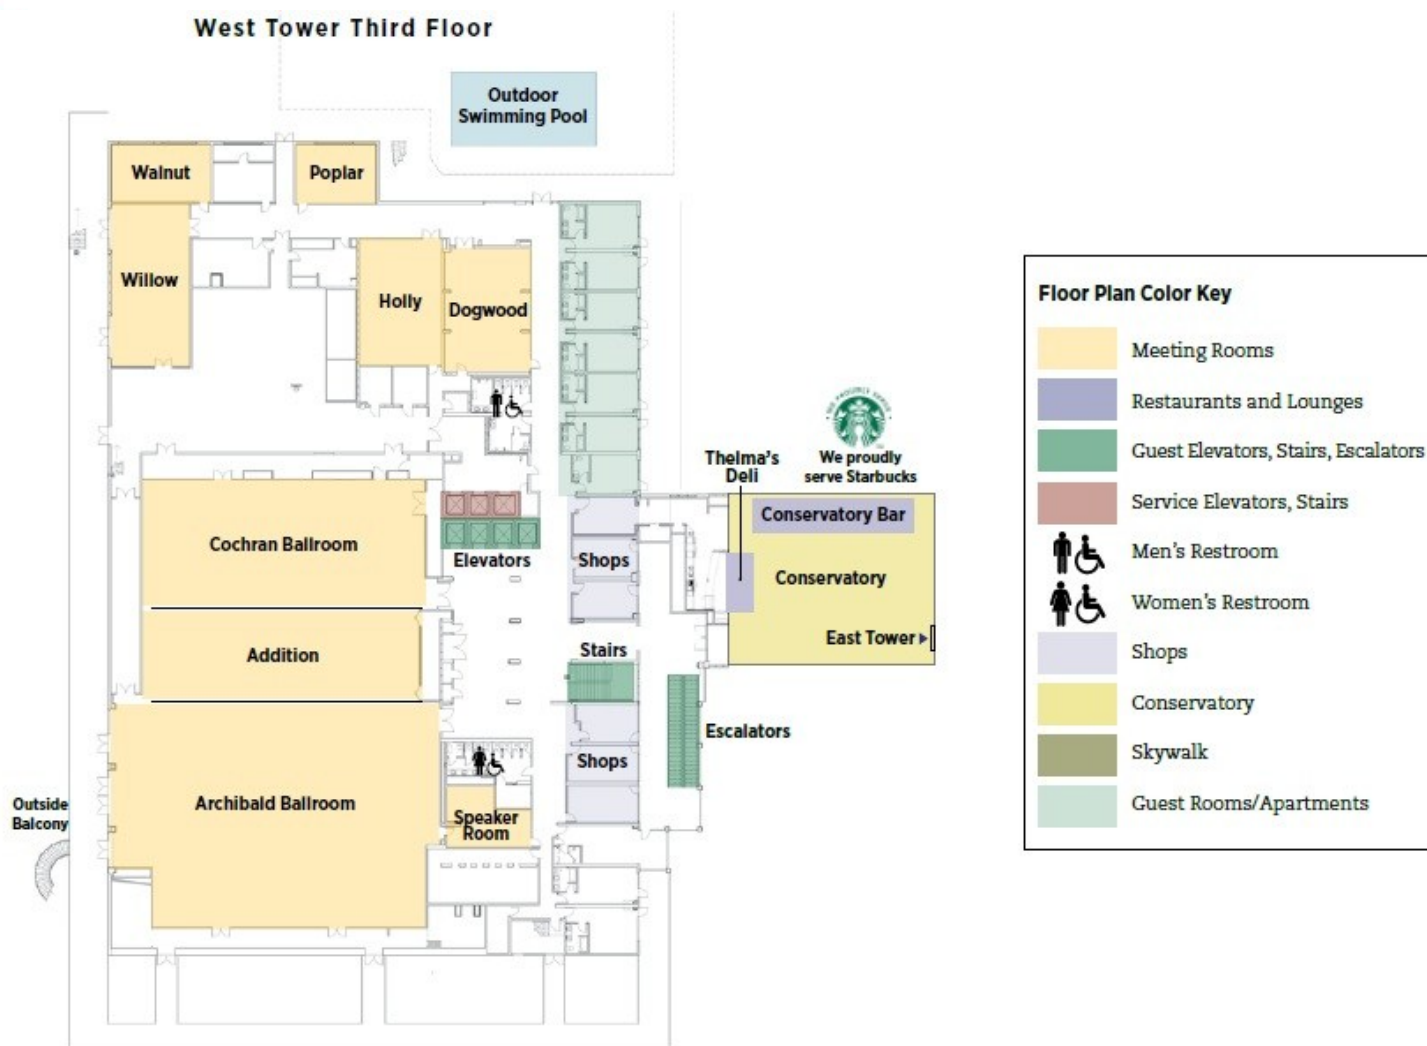 West Tower Third Floor
Outdoor
Swimming Pool
Walnut
Poplar
Willow
Holly
Dogwood
Thelma's
Deli
We proudly
serve Starbucks
Conservatory Bar
Cochran Ballroom
Elevators
Shops
Conservatory
Addition
Stairs
East Tower
Escalators
Shops
Archibald Ballroom
Outside
Balcony
Speaker
Room
Floor Plan Color Key
Meeting Rooms
Restaurants and Lounges
Guest Elevators, Stairs, Escalators
Service Elevators, Stairs
Men's Restroom
Women's Restroom
Shops
Conservatory
Skywalk
Guest Rooms/Apartments